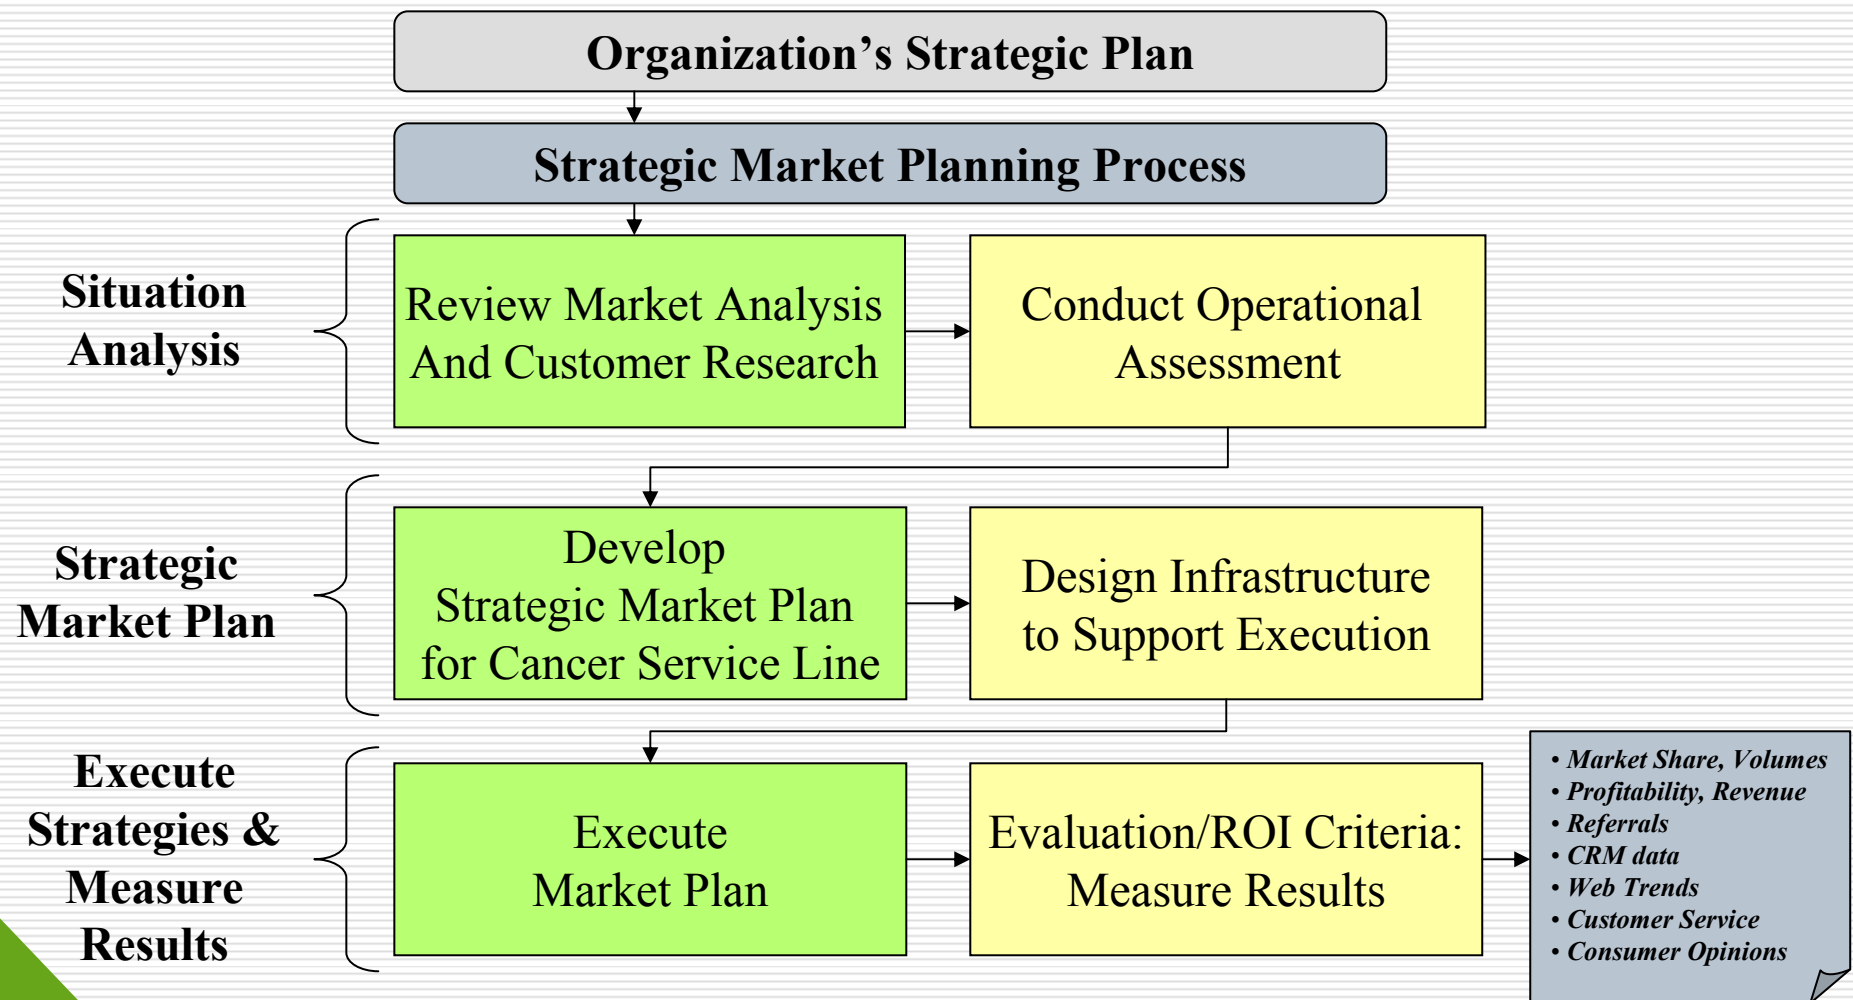 Organization’s Strategic Plan
Strategic Market Planning Process
Situation
Analysis
Review Market Analysis
And Customer Research
Conduct Operational
Assessment
Strategic
Market Plan
Develop
Strategic Market Plan
for Cancer Service Line
Design Infrastructure
to Support Execution
Execute
Strategies &
Measure
Results
Execute
Market Plan
Evaluation/ROI Criteria:
Measure Results
• Market Share, Volumes
• Profitability, Revenue
• Referrals
• CRM data
• Web Trends
• Customer Service
• Consumer Opinions